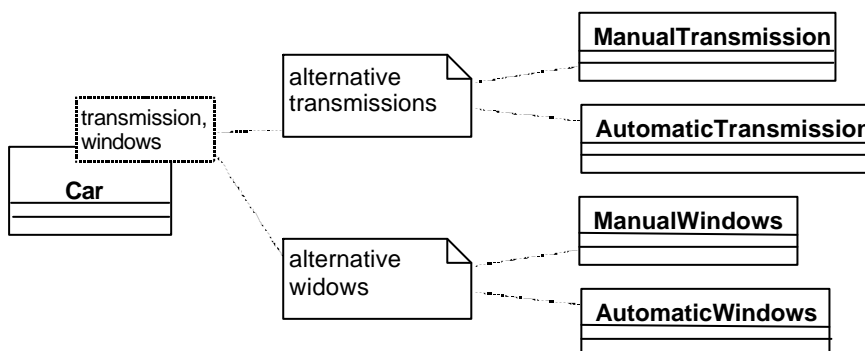 transmission,
windows
Car
alternative
transmissions
ManualTransmission
AutomaticTransmission
alternative
widows
ManualWindows
AutomaticWindows